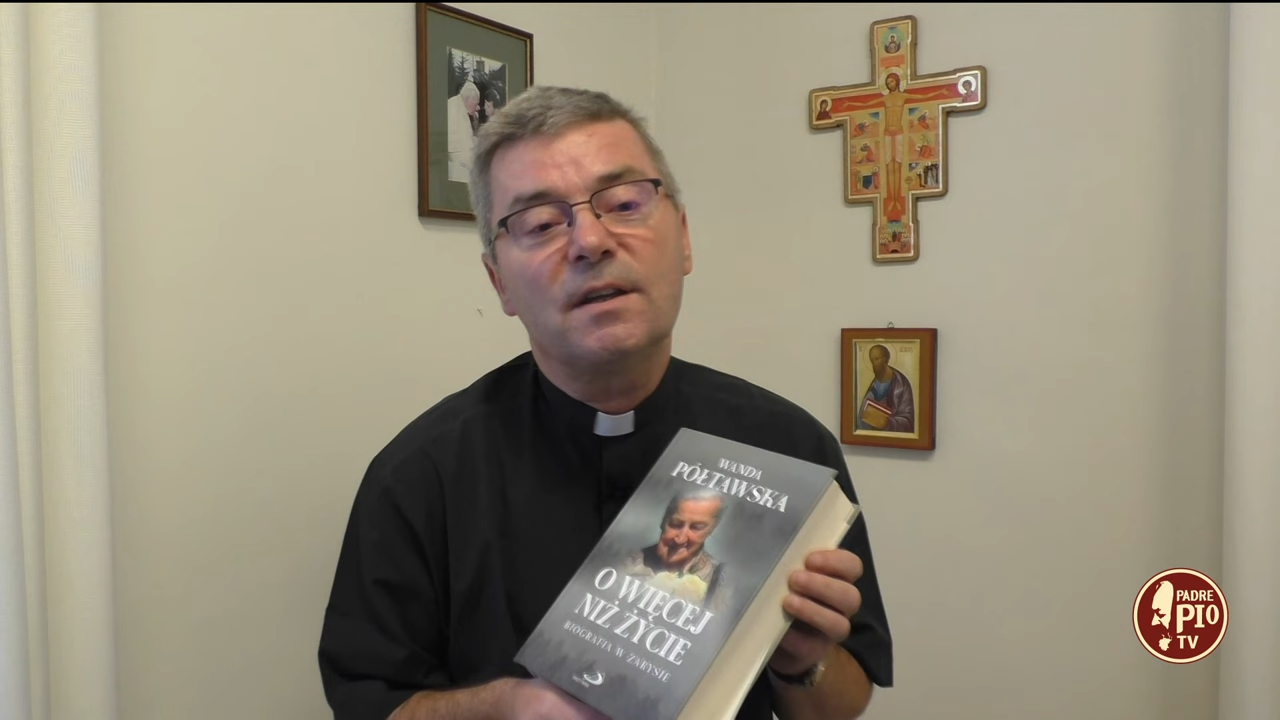 WANDA
PÓŁTAWSKA
O WIĘCEJ
NIŻ ŻYCIE
BIOGRAFIA W ZARYSIE
PADRE
PIO
TV